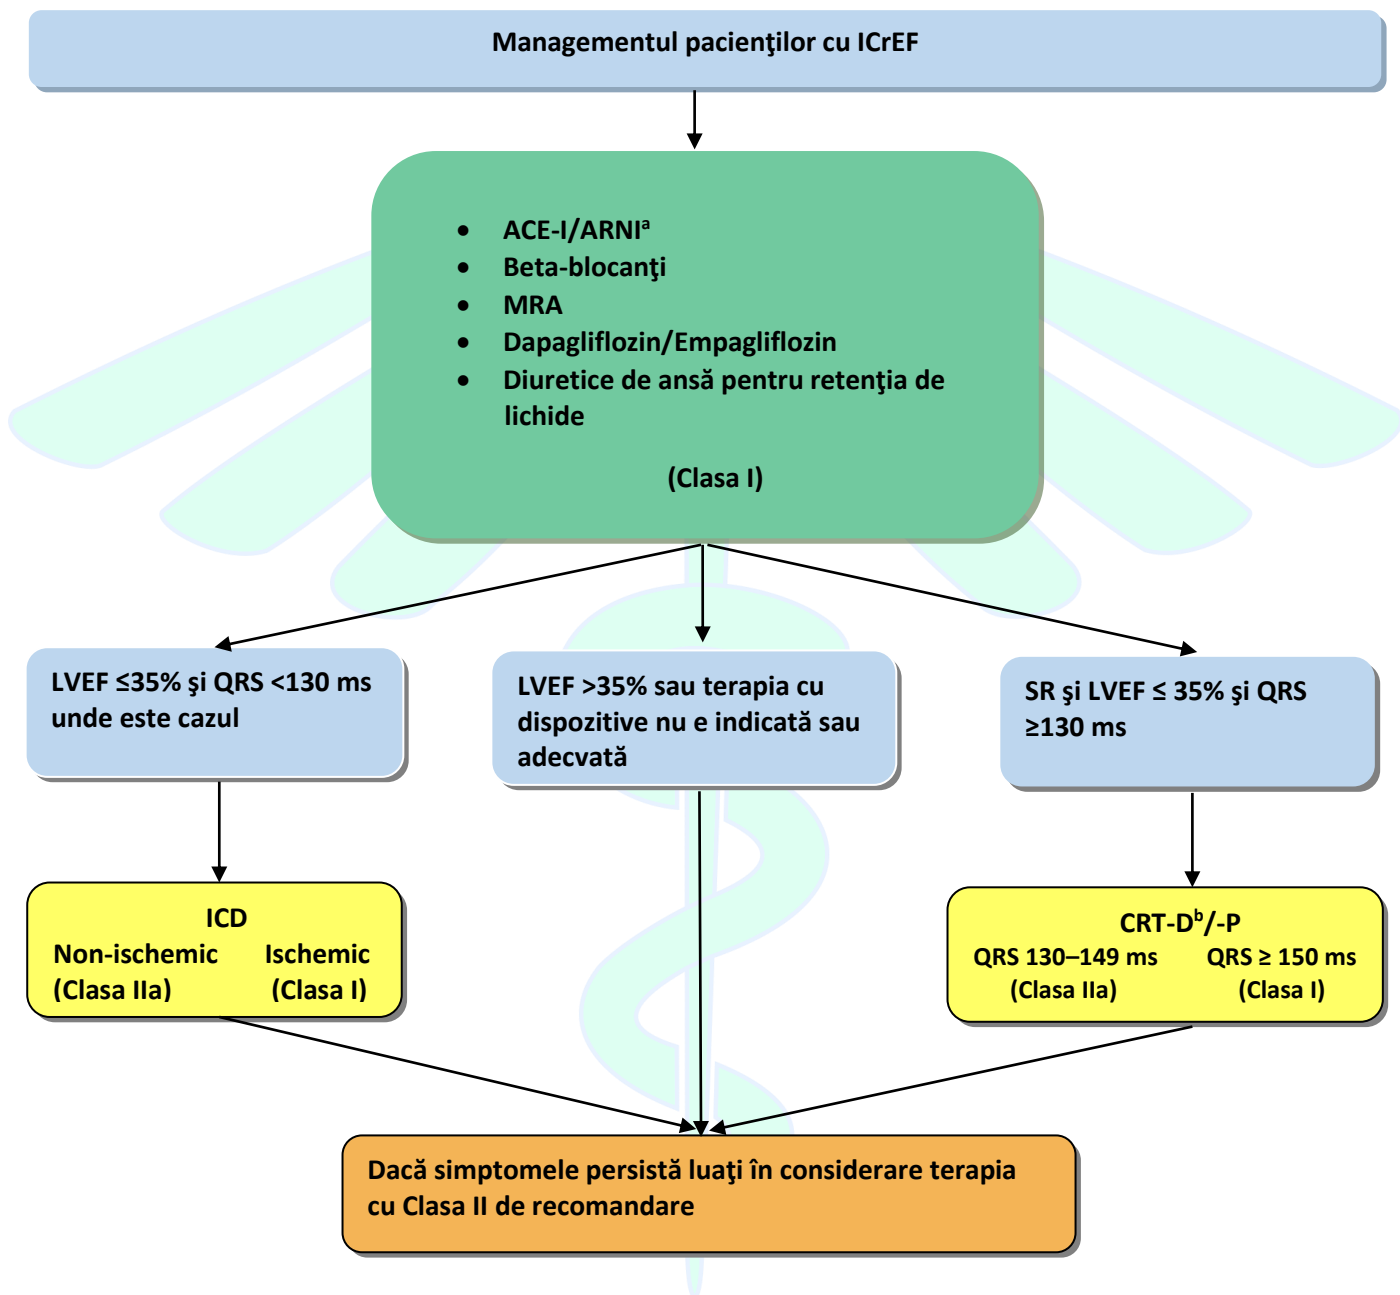 Managementul pacienţilor cu ICrEF
• ACE-I/ARNIᵃ
• Beta-blocanţi
• MRA
• Dapagliflozin/Empagliflozin
• Diuretice de ansă pentru retenţia de
lichide
(Clasa I)
LVEF ≤35% şi QRS <130 ms
unde este cazul
LVEF >35% sau terapia cu
dispozitive nu e indicată sau
adecvată
SR şi LVEF ≤ 35% şi QRS
≥130 ms
ICD
Non-ischemic Ischemic
(Clasa IIa) (Clasa I)
CRT-Dᵇ/-P
QRS 130–149 ms QRS ≥ 150 ms
(Clasa IIa) (Clasa I)
Dacă simptomele persistă luaţi în considerare terapia
cu Clasa II de recomandare